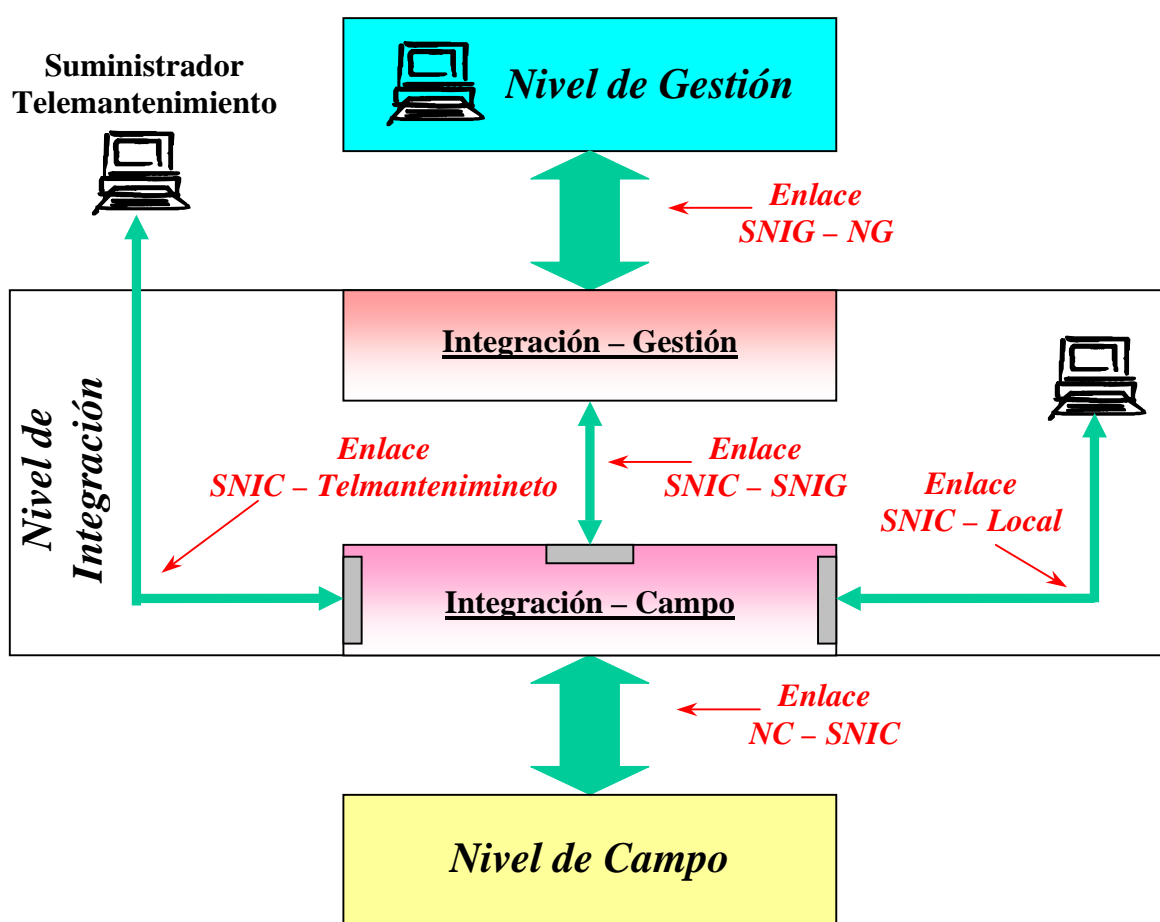 Suministrador
Telemantenimiento
Nivel de Gestión
Enlace
SNIG – NG
Integración – Gestión
Nivel de
Integración
Enlace
SNIC – Telmantenimineto
Enlace
SNIC – SNIG
Enlace
SNIC – Local
Integración – Campo
Enlace
NC – SNIC
Nivel de Campo